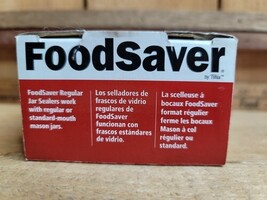 FoodSaver
by Tilia
FoodSaver Regular
Jar Sealers work
with regular or
standard-mouth
mason jars.
Los selladores de
frascos de vidrio
regulares de
FoodSaver
funcionan con
frascos estándares
de vidrio.
La scelleuse à
bocaux FoodSaver
format régulier
ferme les bocaux
Mason à col
régulier ou
standard.